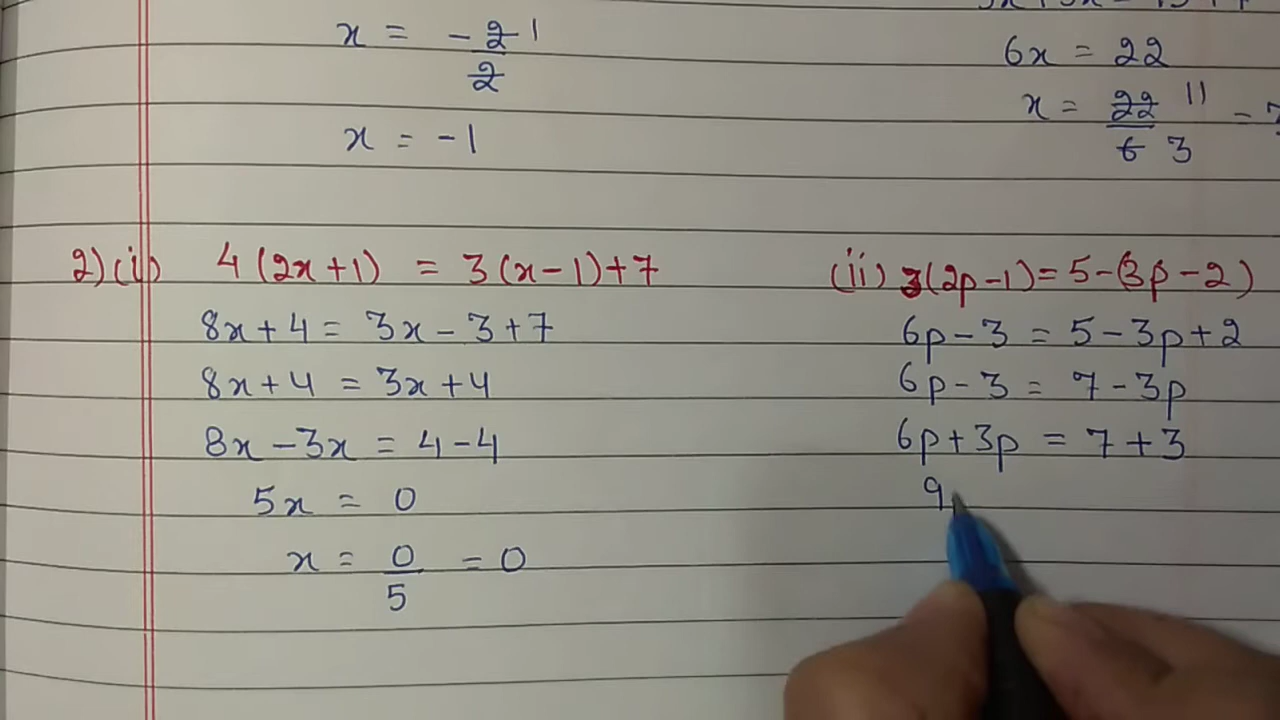 x = -2 1
2
x = -1
6x = 22
x = 22 11 =
6 3
2) (i) 4 (2x+1) = 3 (x-1)+7
8x+4 = 3x-3+7
8x+4 = 3x+4
8x-3x = 4-4
5x = 0
x = 0 = 0
5
(ii) 3(2p-1) = 5-(3p-2)
6p-3 = 5-3p+2
6p-3 = 7-3p
6p+3p = 7+3
9